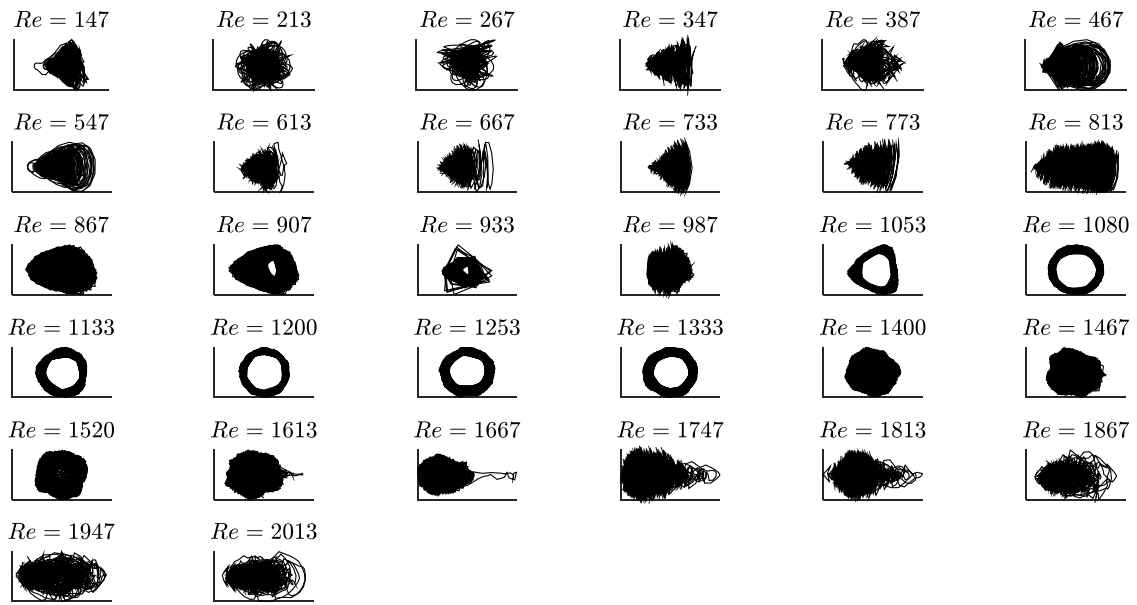 Re = 147 Re = 213 Re = 267 Re = 347 Re = 387 Re = 467
Re = 547 Re = 613 Re = 667 Re = 733 Re = 773 Re = 813
Re = 867 Re = 907 Re = 933 Re = 987 Re = 1053 Re = 1080
Re = 1133 Re = 1200 Re = 1253 Re = 1333 Re = 1400 Re = 1467
Re = 1520 Re = 1613 Re = 1667 Re = 1747 Re = 1813 Re = 1867
Re = 1947 Re = 2013